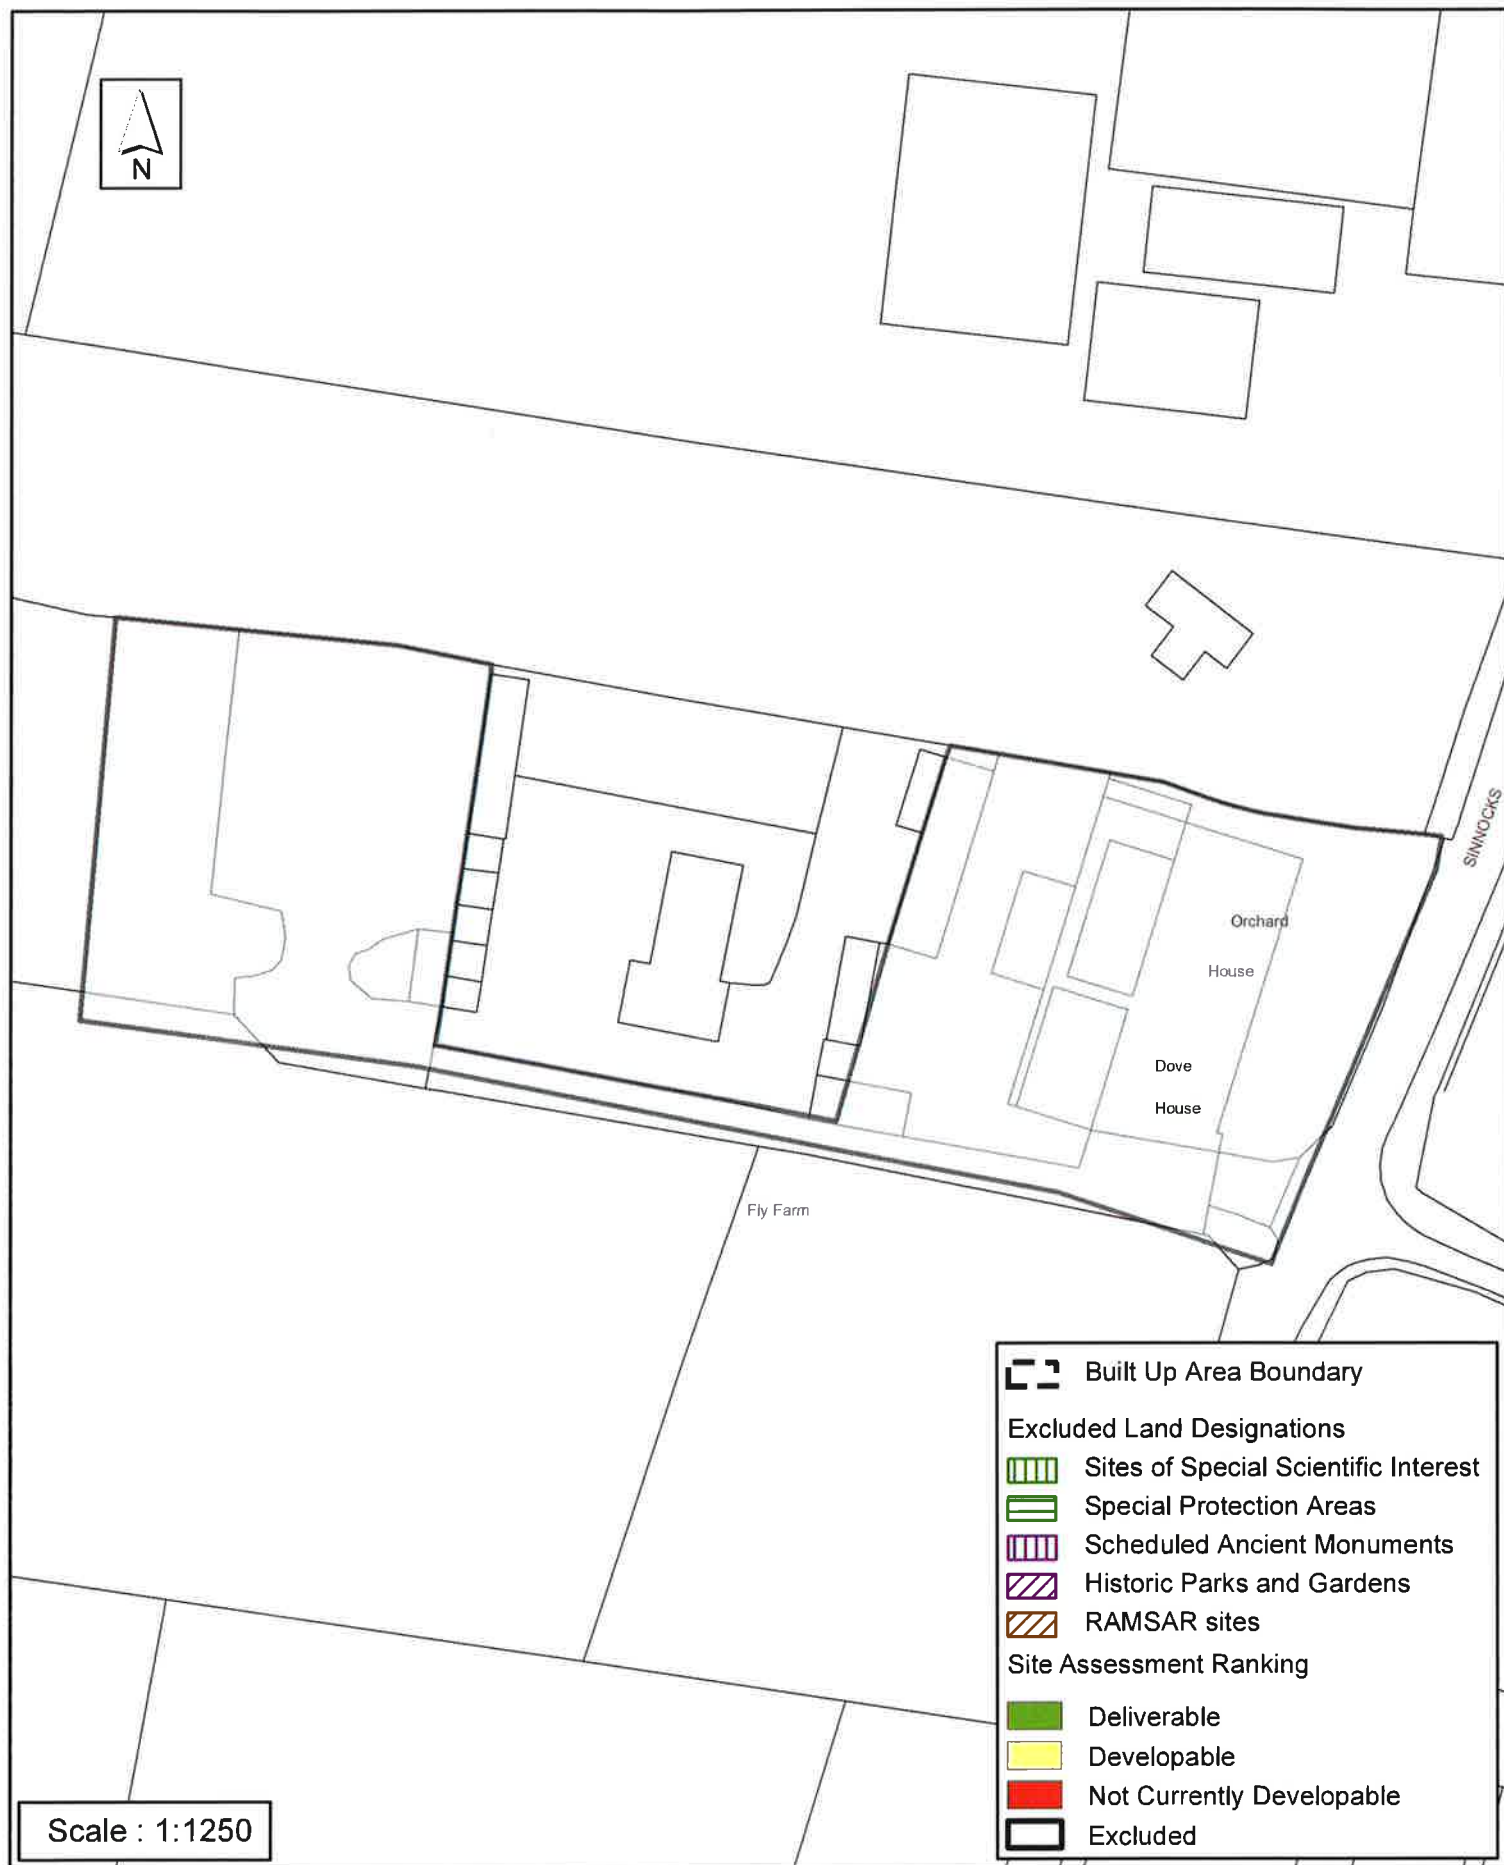 N
SINNOCKS
Orchard
House
Dove
House
Fly Farm
Built Up Area Boundary
Excluded Land Designations
Sites of Special Scientific Interest
Special Protection Areas
Scheduled Ancient Monuments
Historic Parks and Gardens
RAMSAR sites
Site Assessment Ranking
Deliverable
Developable
Not Currently Developable
Excluded
Scale : 1:1250